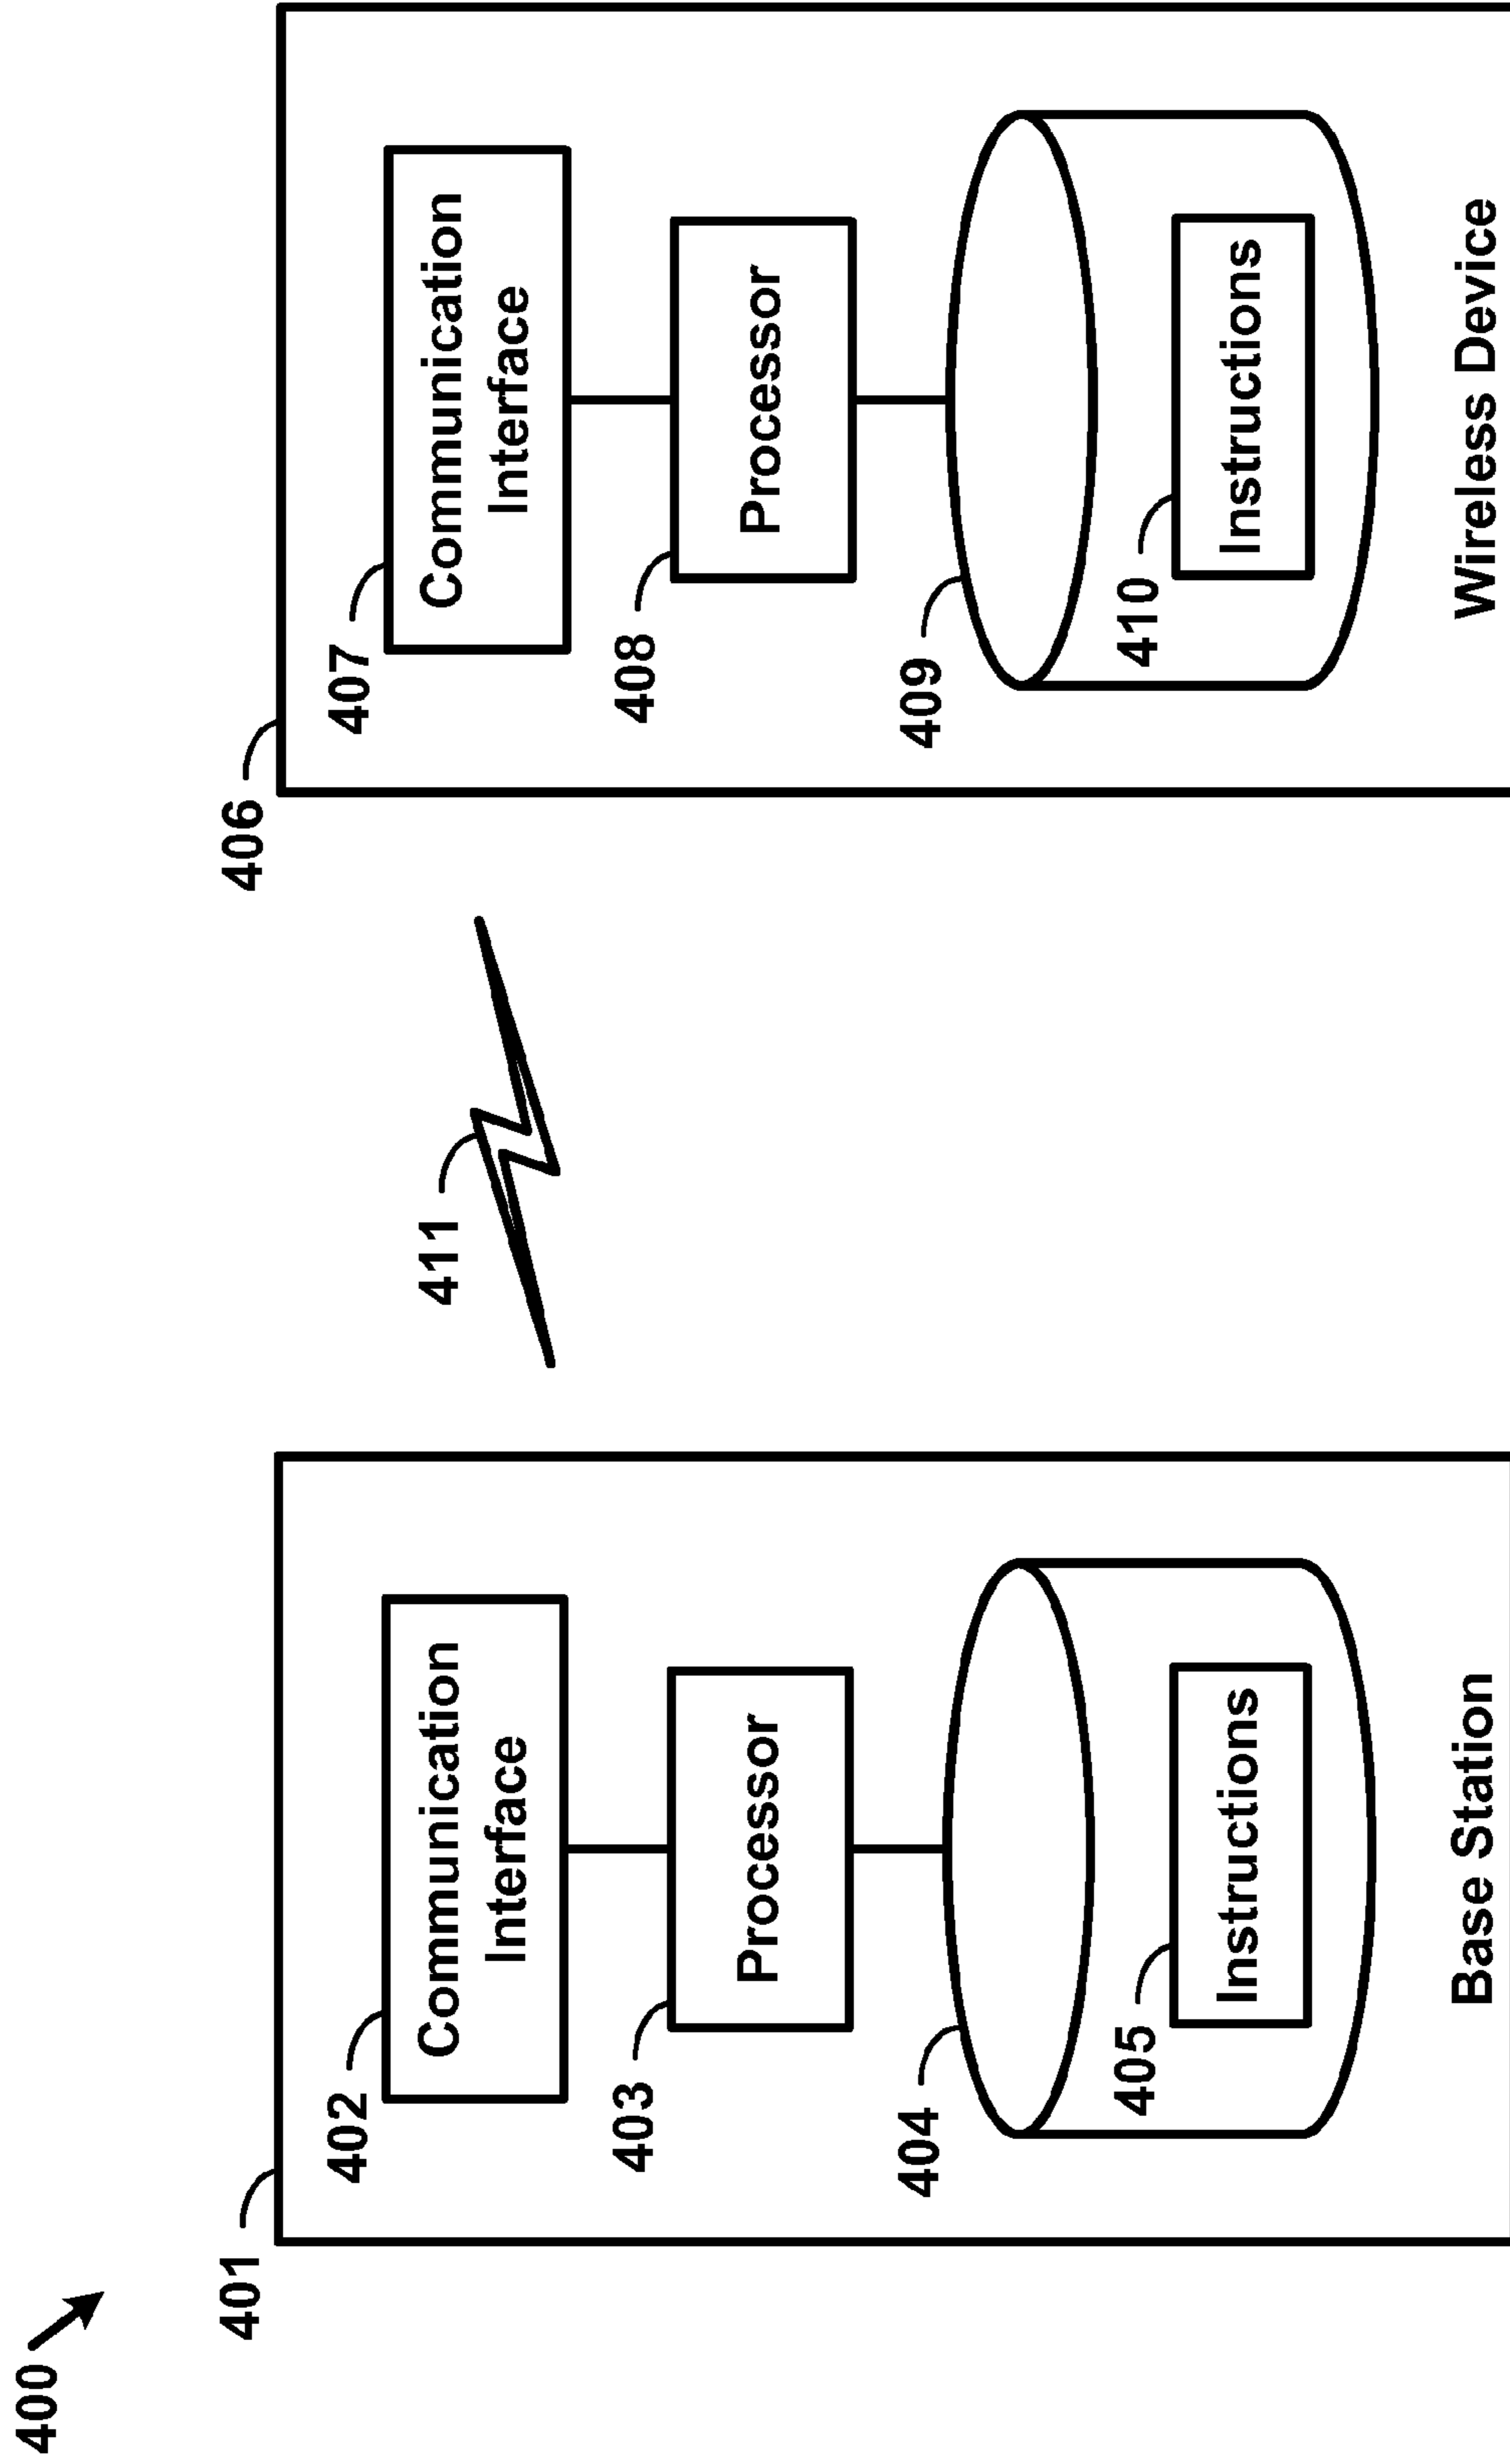 400
401
402
Communication
Interface
403
Processor
404
405
Instructions
Base Station
411
406
407
Communication
Interface
408
Processor
409
410
Instructions
Wireless Device